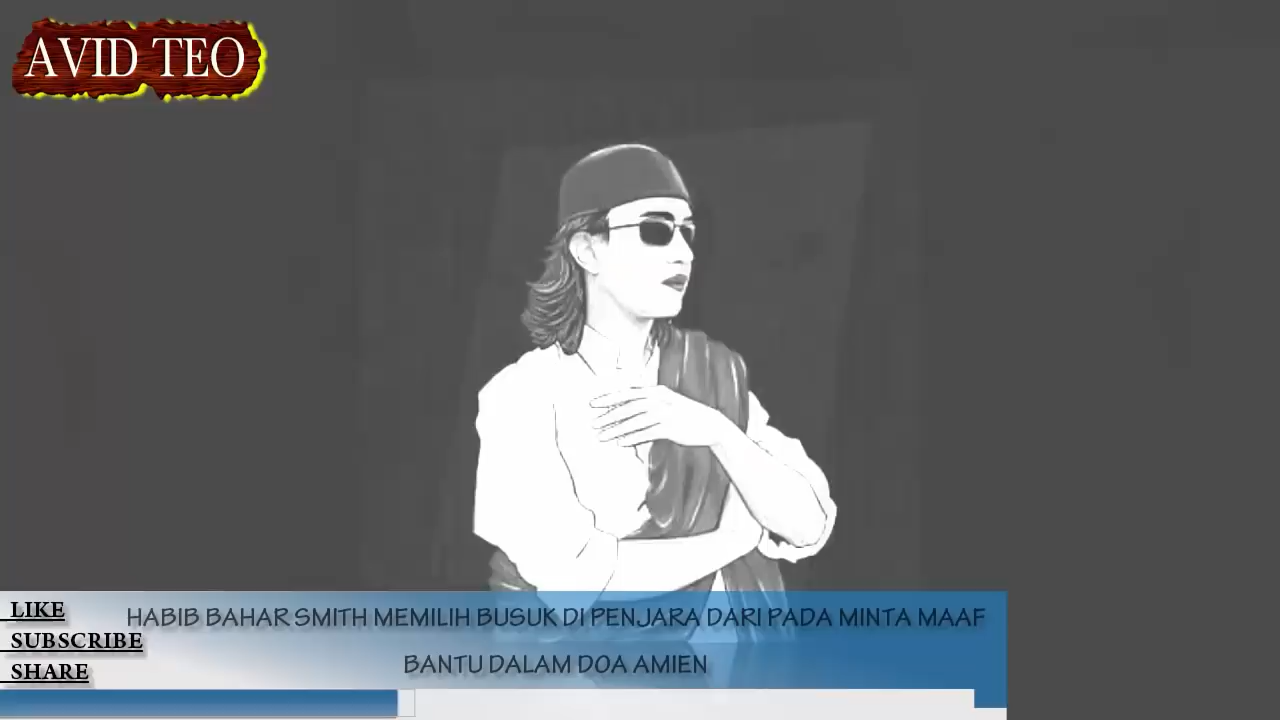 AVID TEO
LIKE
SUBSCRIBE
SHARE
HABIB BAHAR SMITH MEMILIH BUSUK DI PENJARA DARI PADA MINTA MAAF
BANTU DALAM DOA AMIEN